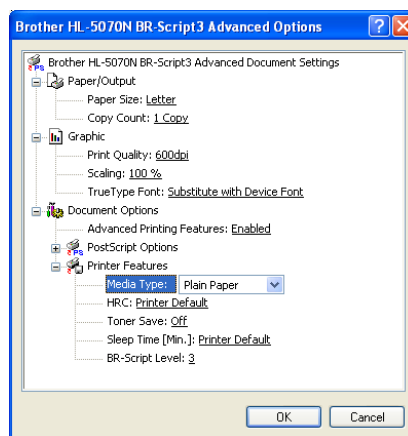 Brother HL-5070N BR-Script3 Advanced Options
Brother HL-5070N BR-Script3 Advanced Document Settings
Paper/Output
Paper Size: Letter
Copy Count: 1 Copy
Graphic
Print Quality: 600dpi
Scaling: 100 %
TrueType Font: Substitute with Device Font
Document Options
Advanced Printing Features: Enabled
PostScript Options
Printer Features
Media Type: Plain Paper
HRC: Printer Default
Toner Save: Off
Sleep Time [Min.]: Printer Default
BR-Script Level: 3
OK Cancel